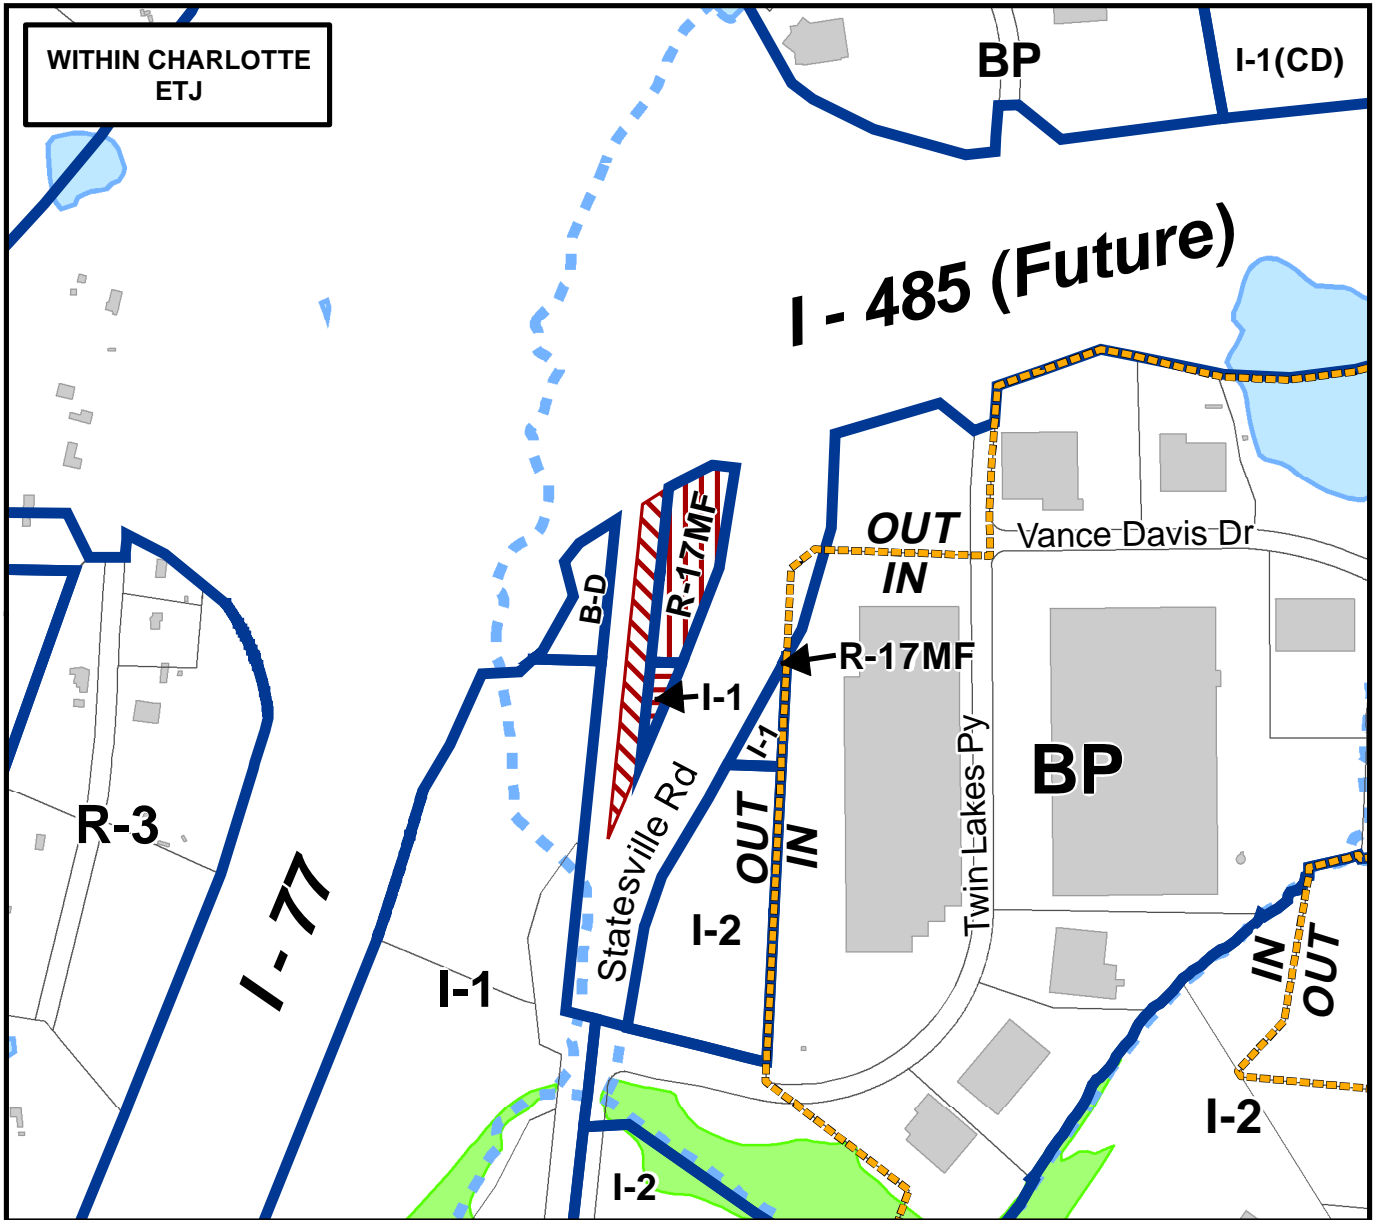 WITHIN CHARLOTTE
ETJ
BP
I-1(CD)
I - 485 (Future)
R-17MF
OUT
IN
Vance Davis Dr
B-D
R-17MF
I-1
I-1
BP
R-3
Statesville Rd
OUT
IN
Twin Lakes Py
I - 77
I-2
I-1
IN
OUT
I-2
I-2